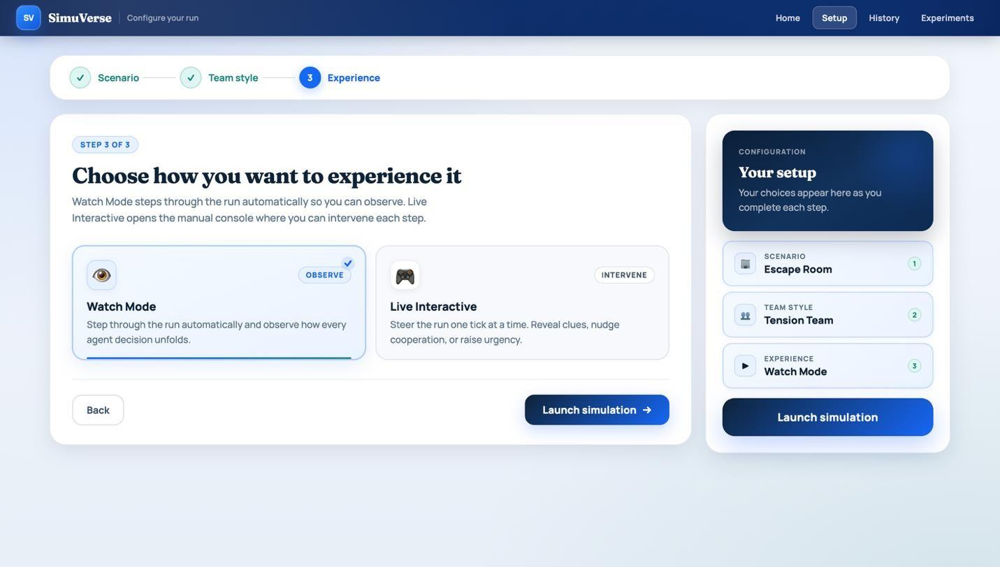 SV SimuVerse Configure your run Home Setup History Experiments
Scenario Team style 3 Experience
STEP 3 OF 3
Choose how you want to experience it
Watch Mode steps through the run automatically so you can observe. Live
Interactive opens the manual console where you can intervene each step.
OBSERVE
Watch Mode
Step through the run automatically and observe how every
agent decision unfolds.
INTERVENE
Live Interactive
Steer the run one tick at a time. Reveal clues, nudge
cooperation, or raise urgency.
Back
Launch simulation →
CONFIGURATION
Your setup
Your choices appear here as you
complete each step.
SCENARIO
Escape Room
1
TEAM STYLE
Tension Team
2
EXPERIENCE
Watch Mode
3
Launch simulation